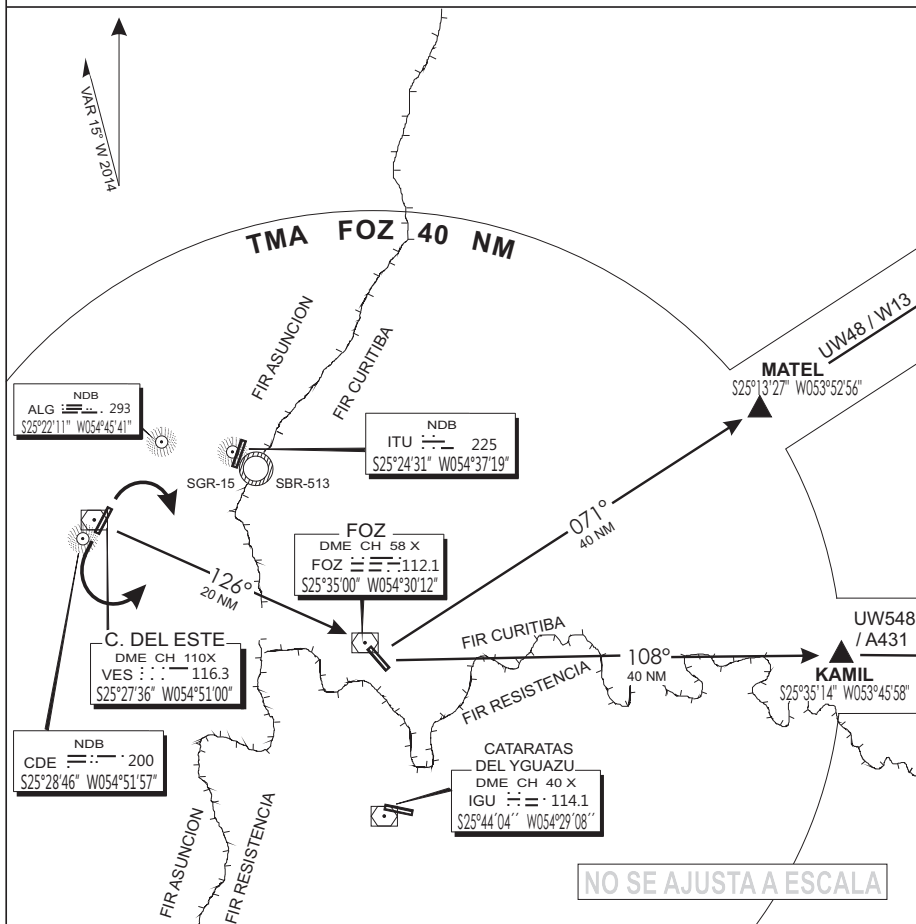 VAR 15° W 2014
TMA FOZ 40 NM
FIR ASUNCION
FIR CURITIBA
UW48 / W13
MATEL
S25°13'27" W053°52'56"
NDB
ALG 293
S25°22'11" W054°45'41"
NDB
ITU 225
S25°24'31" W054°37'19"
SGR-15
SBR-513
071°
40 NM
FOZ
DME CH 58 X
FOZ 112.1
S25°35'00" W054°30'12"
126°
20 NM
C. DEL ESTE
DME CH 110X
VES 116.3
S25°27'36" W054°51'00"
FIR CURITIBA
FIR RESISTENCIA
108°
40 NM
UW548
/ A431
KAMIL
S25°35'14" W053°45'58"
NDB
CDE 200
S25°28'46" W054°51'57"
CATARATAS
DEL YGUAZU
DME CH 40 X
IGU 114.1
S25°44'04'' W054°29'08''
FIR ASUNCION
FIR RESISTENCIA
NO SE AJUSTA A ESCALA